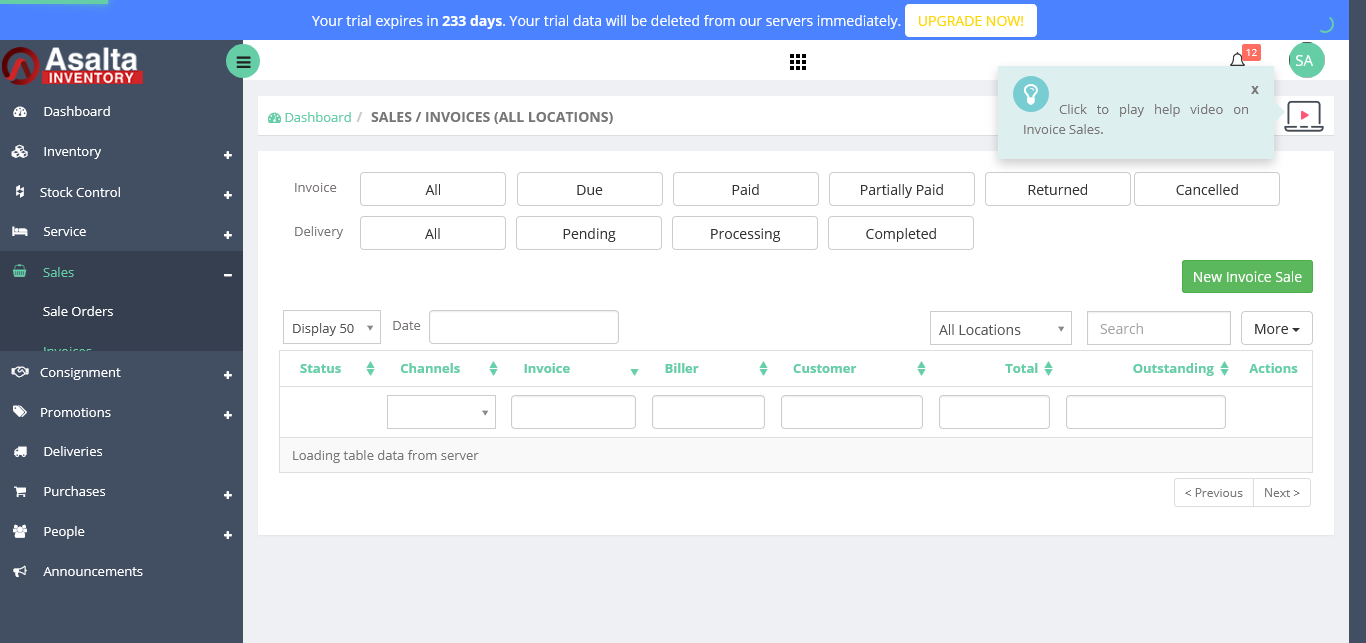 Your trial expires in 233 days. Your trial data will be deleted from our servers immediately. UPGRADE NOW!
Asalta
INVENTORY
12
SA
Dashboard
Inventory
Stock Control
Service
Sales
Sale Orders
Invoices
Consignment
Promotions
Deliveries
Purchases
People
Announcements
Dashboard / SALES / INVOICES (ALL LOCATIONS)
x
Click to play help video on
Invoice Sales.
Invoice All Due Paid Partially Paid Returned Cancelled
Delivery All Pending Processing Completed
New Invoice Sale
Display 50 Date All Locations Search More
Status Channels Invoice Biller Customer Total Outstanding Actions
Loading table data from server
< Previous Next >